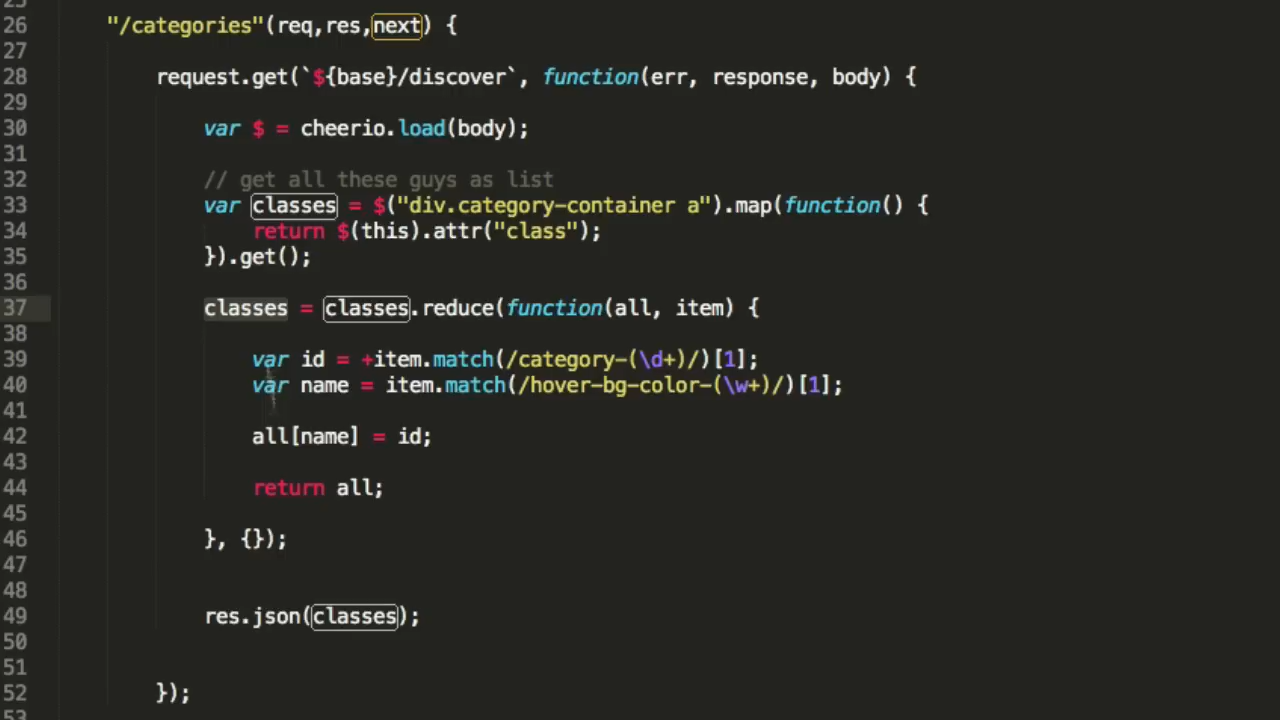 25
26 "/categories"(req,res,next) {
27
28 request.get(`${base}/discover`, function(err, response, body) {
29
30 var $ = cheerio.load(body);
31
32 // get all these guys as list
33 var classes = $("div.category-container a").map(function() {
34 return $(this).attr("class");
35 }).get();
36
37 classes = classes.reduce(function(all, item) {
38
39 var id = +item.match(/category-(\d+)/)[1];
40 var name = item.match(/hover-bg-color-(\w+)/)[1];
41
42 all[name] = id;
43
44 return all;
45
46 }, {});
47
48
49 res.json(classes);
50
51
52 });
53